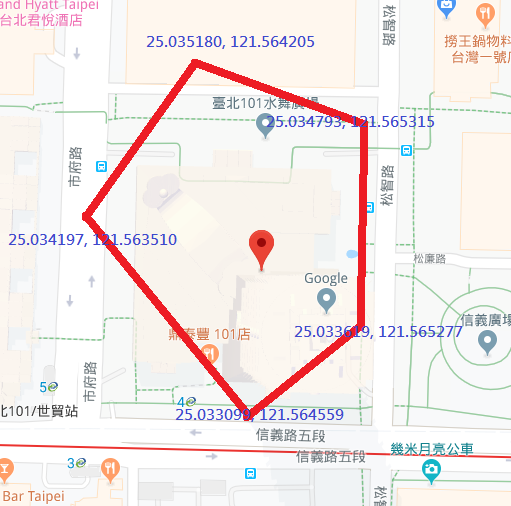 and Hyatt Taipei
台北君悅酒店
撈王鍋物料
台灣一號店
松智路
25.035180, 121.564205
臺北101水舞廣場
25.034793, 121.565315
市府路
松智路
25.034197, 121.563510
松廉路
Google
信義廣場
25.033619, 121.565277
鼎泰豐 101店
市府路
5
4
北101/世貿站
25.033090, 121.564559
信義路五段
信義路五段
幾米月亮公車
3
Bar Taipei
松智